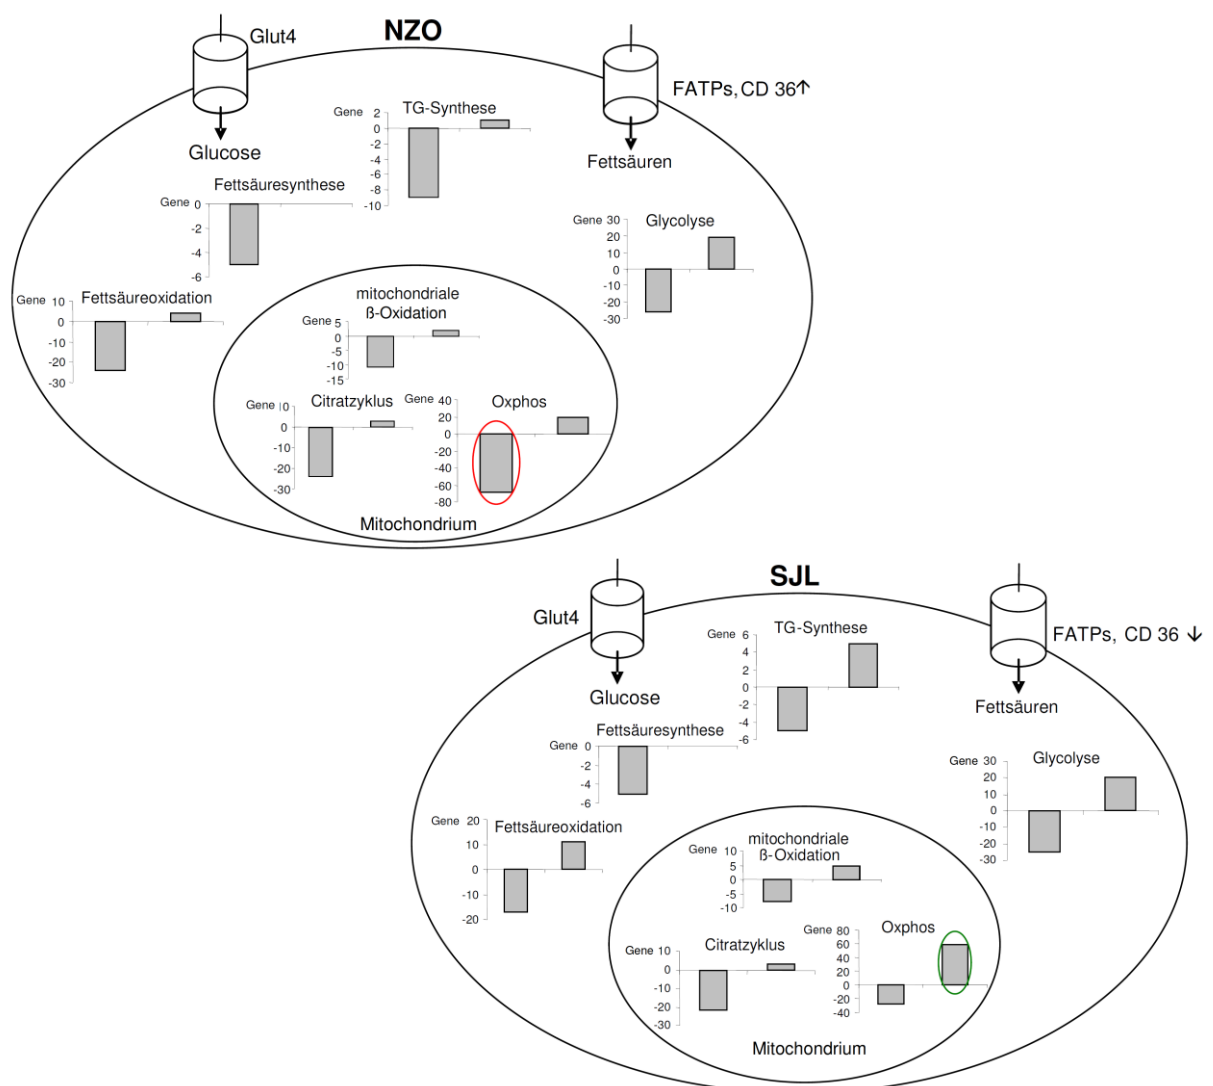 NZO
Glut4
FATPs, CD 36↑
Glucose
Fettsäuren
TG-Synthese
Gene
2
0
-2
-4
-6
-8
-10
Fettsäuresynthese
Gene
0
-2
-4
-6
Glycolyse
Gene
30
20
10
0
-10
-20
-30
Fettsäureoxidation
Gene
10
0
-10
-20
-30
mitochondriale
ß-Oxidation
Gene
5
0
-5
-10
-15
Citratzyklus
Gene
10
0
-10
-20
-30
Oxphos
Gene
40
20
0
-20
-40
-60
-80
Mitochondrium
SJL
Glut4
FATPs, CD 36 ↓
Glucose
Fettsäuren
TG-Synthese
Gene
6
4
2
0
-2
-4
-6
Fettsäuresynthese
Gene
0
-2
-4
-6
Glycolyse
Gene
30
20
10
0
-10
-20
-30
Fettsäureoxidation
Gene
20
10
0
-10
-20
mitochondriale
ß-Oxidation
Gene
10
5
0
-5
-10
Citratzyklus
Gene
10
0
-10
-20
-30
Oxphos
Gene
80
60
40
20
0
-20
-40
Mitochondrium